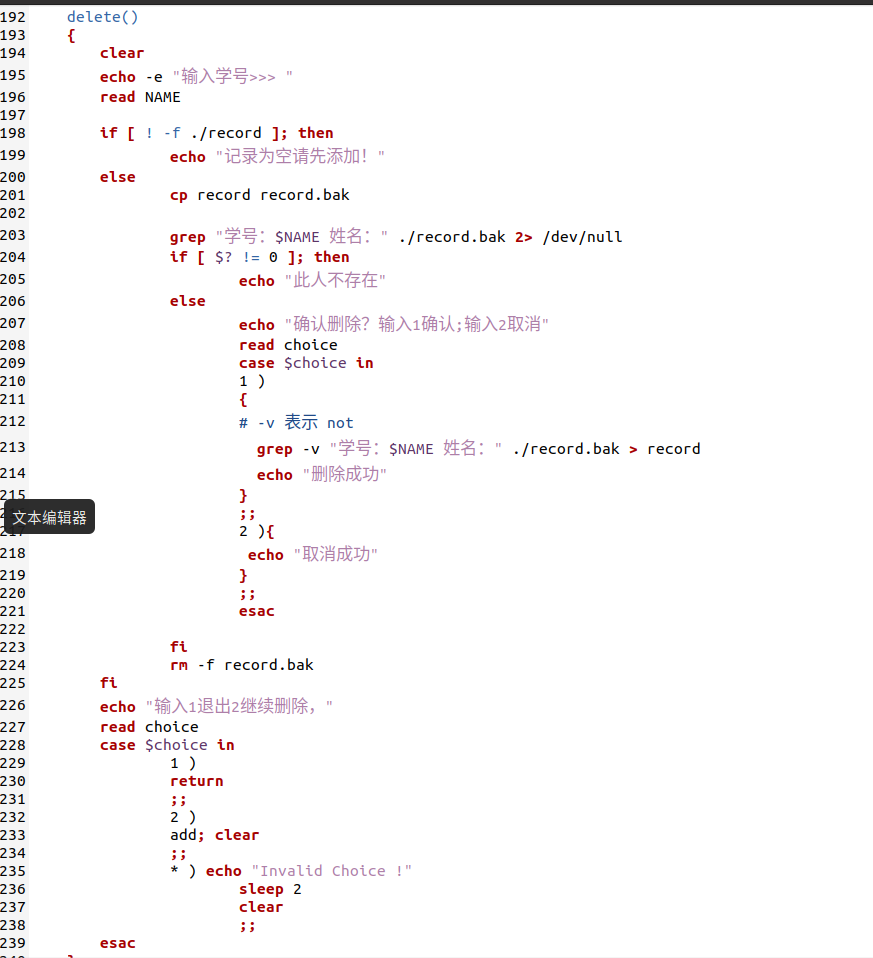 192 delete()
193 {
194 clear
195 echo -e "输入学号>>> "
196 read NAME
197
198 if [ ! -f ./record ]; then
199 echo "记录为空请先添加！"
200 else
201 cp record record.bak
202
203 grep "学号：$NAME 姓名：" ./record.bak 2> /dev/null
204 if [ $? != 0 ]; then
205 echo "此人不存在"
206 else
207 echo "确认删除？输入1确认;输入2取消"
208 read choice
209 case $choice in
210 1 )
211 {
212 # -v 表示 not
213 grep -v "学号：$NAME 姓名：" ./record.bak > record
214 echo "删除成功"
215 }
;;
文本编辑器
217 2 ){
218 echo "取消成功"
219 }
220 ;;
221 esac
222
223 fi
224 rm -f record.bak
225 fi
226 echo "输入1退出2继续删除，"
227 read choice
228 case $choice in
229 1 )
230 return
231 ;;
232 2 )
233 add; clear
234 ;;
235 * ) echo "Invalid Choice !"
236 sleep 2
237 clear
238 ;;
239 esac